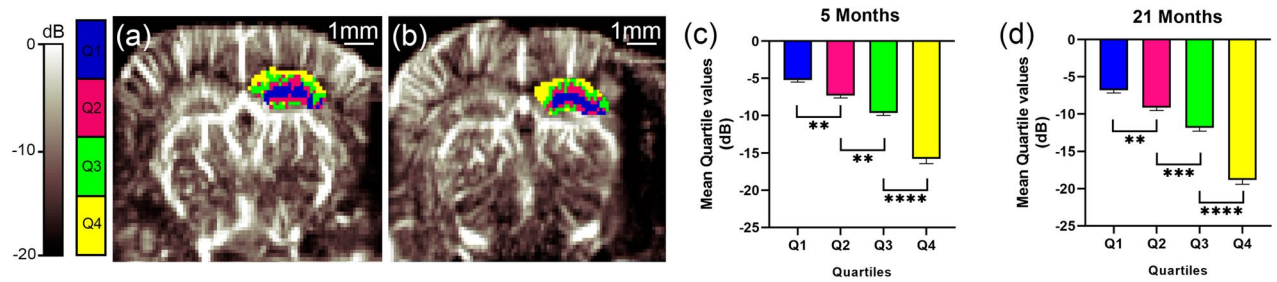 dB
0
-10
-20
Q1
Q2
Q3
Q4
(a)
1mm
(b)
1mm
(c)
5 Months
Mean Quartile values
(dB)
0
-5
-10
-15
-20
-25
**
**
****
Q1 Q2 Q3 Q4
Quartiles
(d)
21 Months
Mean Quartile values
(dB)
0
-5
-10
-15
-20
-25
**
***
****
Q1 Q2 Q3 Q4
Quartiles